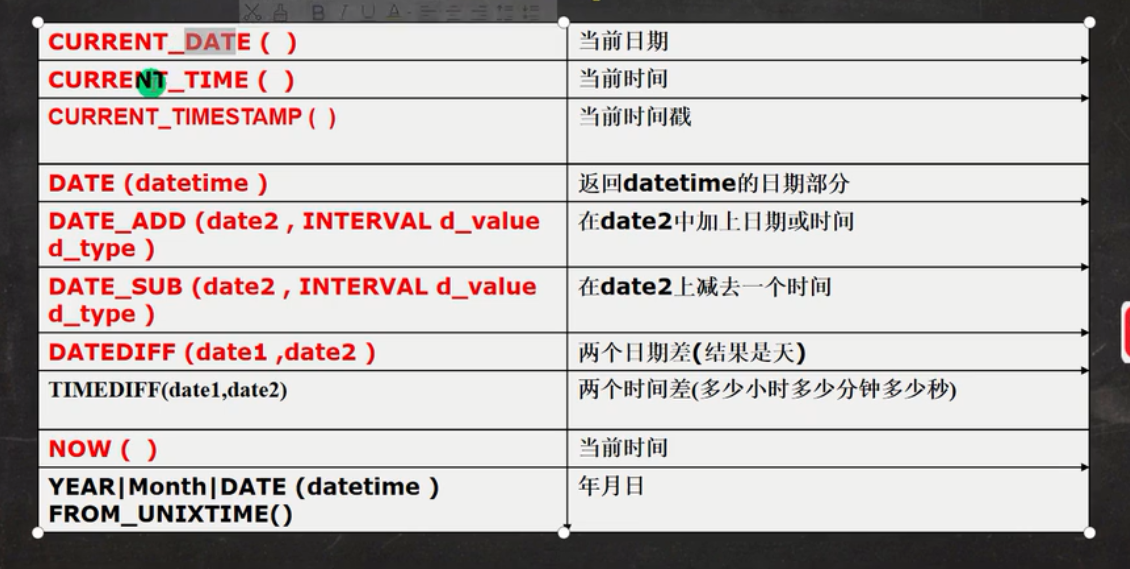 CURRENT_DATE ( )
当前日期
CURRENT_TIME ( )
当前时间
CURRENT_TIMESTAMP ( )
当前时间戳
DATE (datetime )
返回datetime的日期部分
DATE_ADD (date2 , INTERVAL d_value
d_type )
在date2中加上日期或时间
DATE_SUB (date2 , INTERVAL d_value
d_type )
在date2上减去一个时间
DATEDIFF (date1 ,date2 )
两个日期差(结果是天)
TIMEDIFF(date1,date2)
两个时间差(多少小时多少分钟多少秒)
NOW ( )
当前时间
YEAR|Month|DATE (datetime )
FROM_UNIXTIME()
年月日